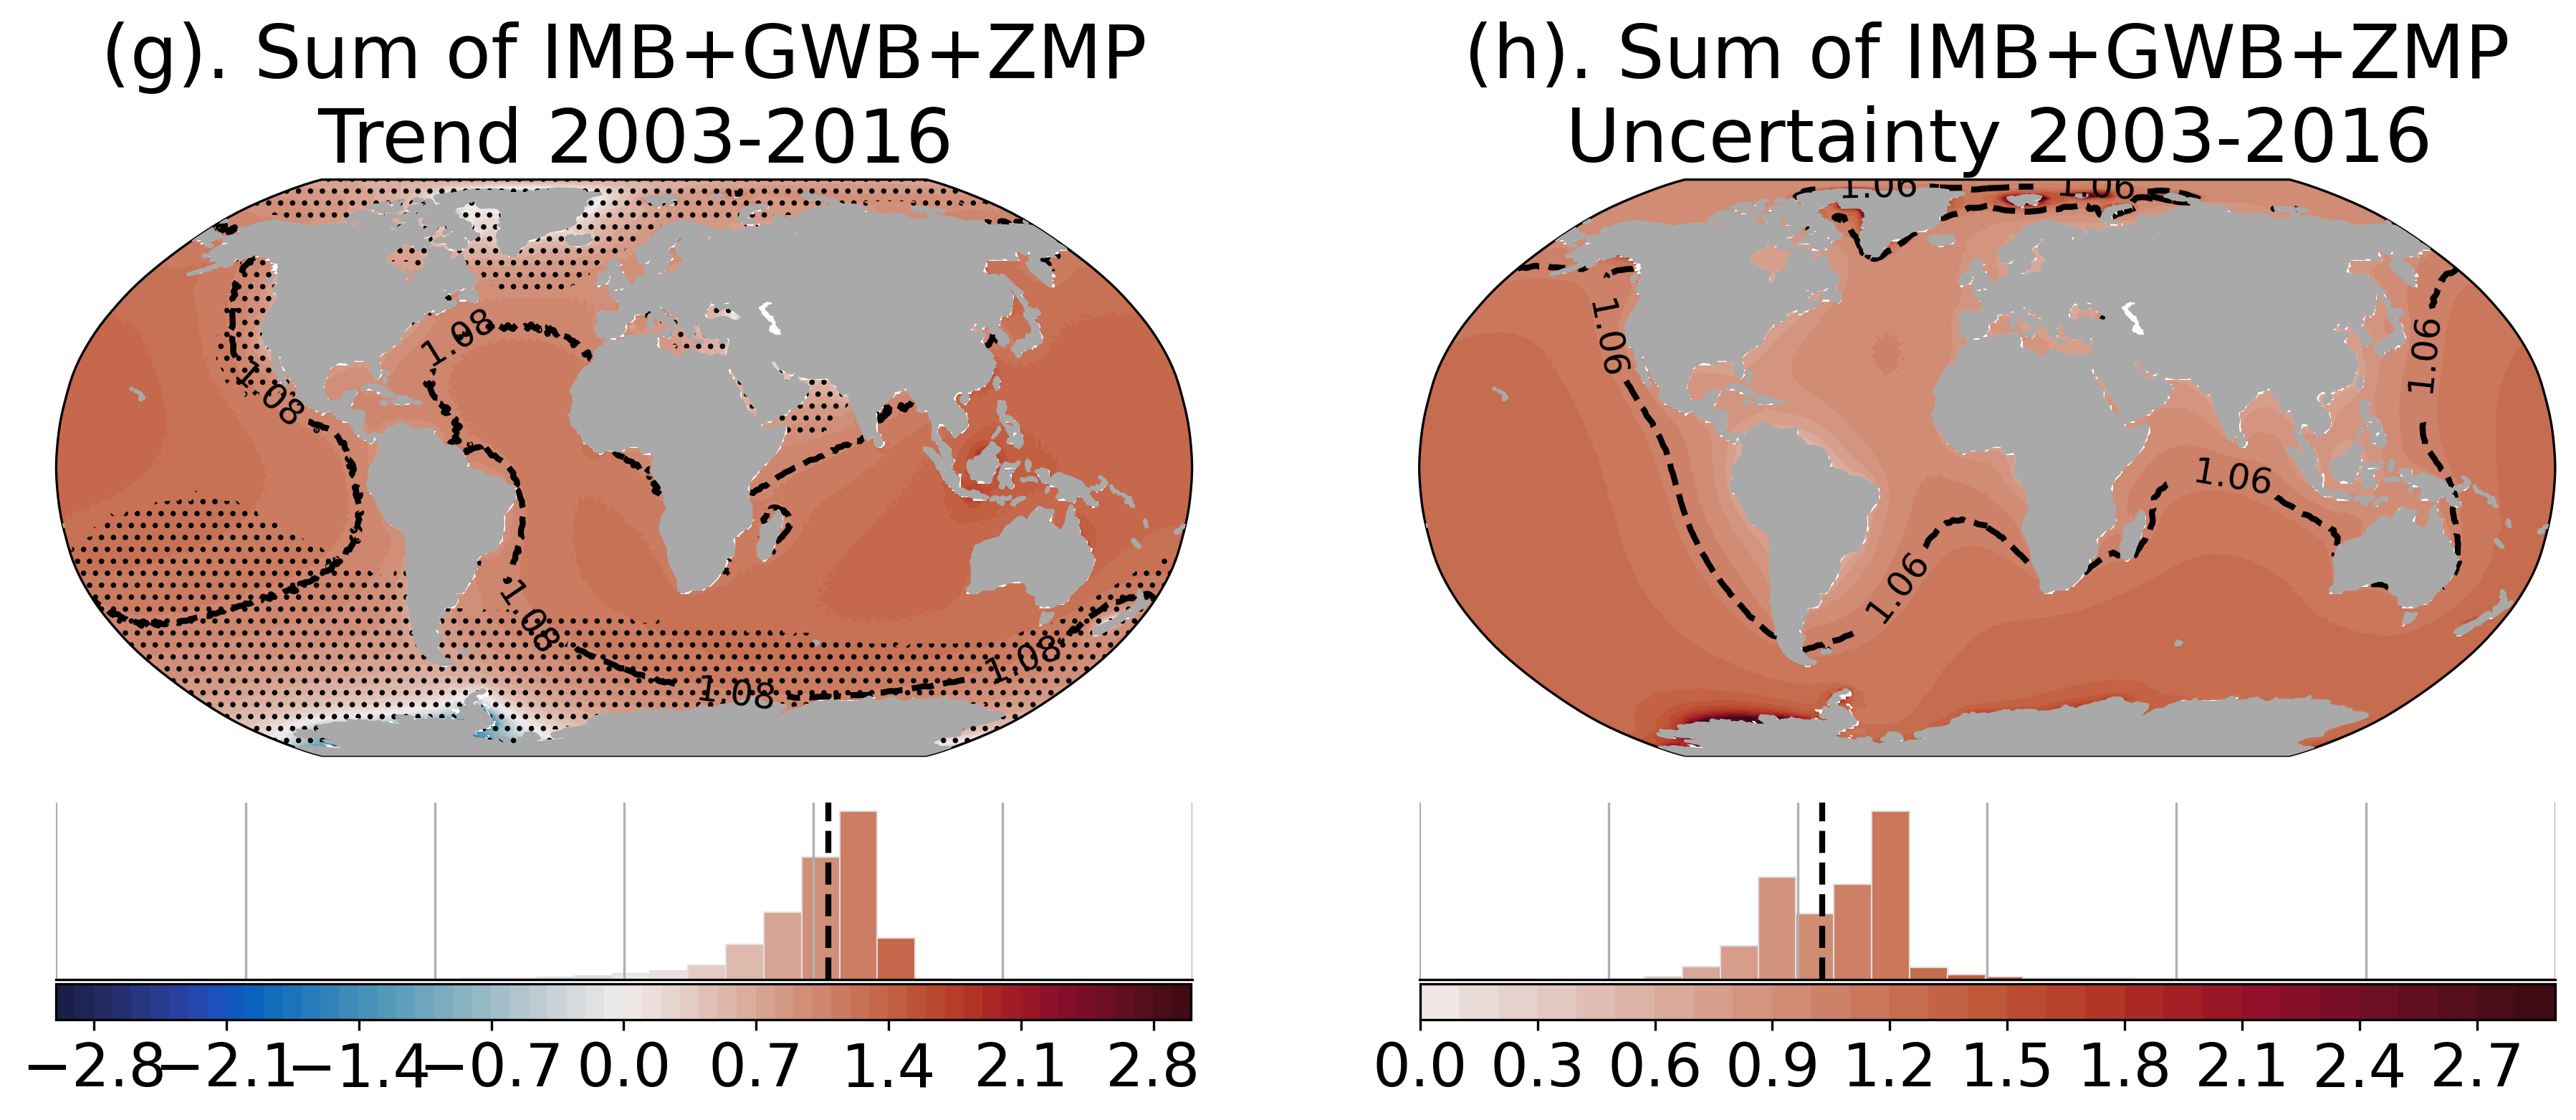 (g). Sum of IMB+GWB+ZMP
Trend 2003-2016
1.08
1.08
1.08
1.08
1.08
−2.8 −2.1 −1.4 −0.7 0.0 0.7 1.4 2.1 2.8
(h). Sum of IMB+GWB+ZMP
Uncertainty 2003-2016
1.06 1.06
1.06
1.06
1.06
1.06
0.0 0.3 0.6 0.9 1.2 1.5 1.8 2.1 2.4 2.7